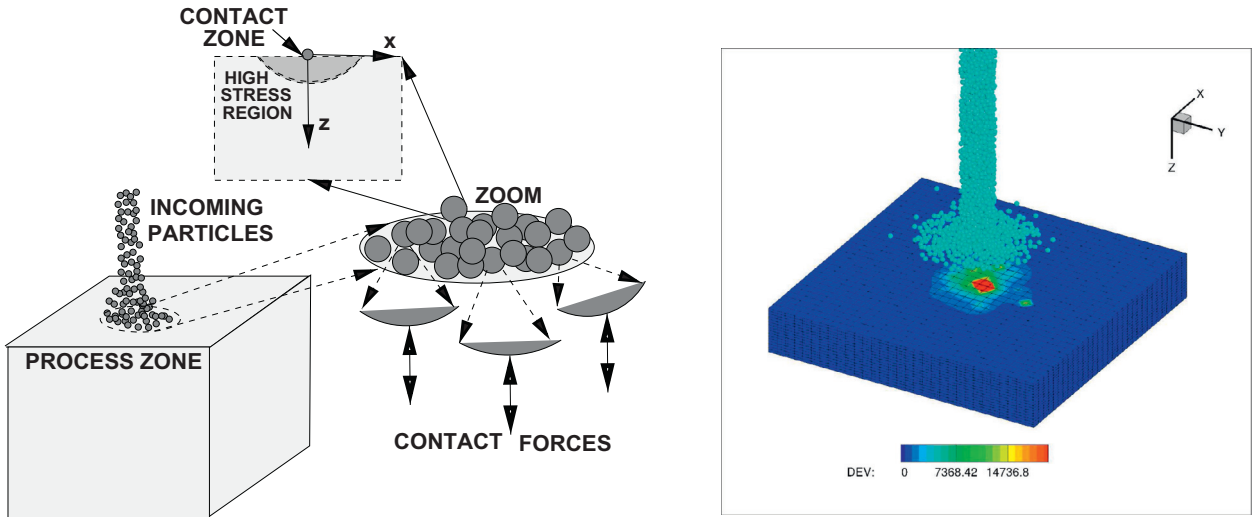 CONTACT
ZONE
X
HIGH
STRESS
REGION
Z
ZOOM
INCOMING
PARTICLES
PROCESS ZONE
CONTACT FORCES
X
Y
Z
DEV: 0 7368.42 14736.8